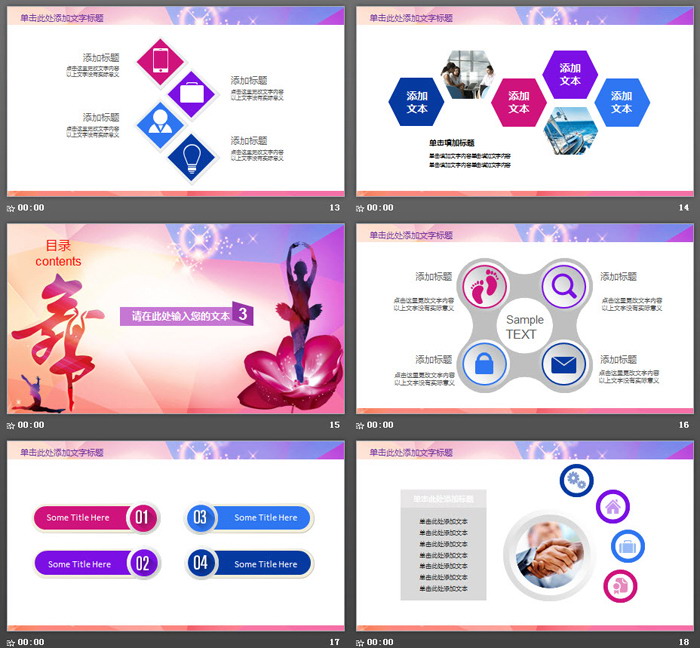 单击此处添加文字标题
添加标题
点击这里更改文字内容
以上文字没有实际意义
添加标题
点击这里更改文字内容
以上文字没有实际意义
添加标题
点击这里更改文字内容
以上文字没有实际意义
添加标题
点击这里更改文字内容
以上文字没有实际意义
00:00
13
单击此处添加文字标题
添加
文本
添加
文本
添加
文本
添加
文本
单击填加标题
单击填加文字内容单击填加文字内容
单击填加文字内容单击填加文字内容
00:00
14
目录
contents
舞
请在此处输入您的文本
3
00:00
15
单击此处添加文字标题
添加标题
点击这里更改文字内容
以上文字没有实际意义
添加标题
点击这里更改文字内容
以上文字没有实际意义
Sample
TEXT
添加标题
点击这里更改文字内容
以上文字没有实际意义
添加标题
点击这里更改文字内容
以上文字没有实际意义
00:00
16
单击此处添加文字标题
Some Title Here
01
03
Some Title Here
Some Title Here
02
04
Some Title Here
00:00
17
单击此处添加文字标题
单击此处添加标题
单击此处添加文本
单击此处添加文本
单击此处添加文本
单击此处添加文本
单击此处添加文本
单击此处添加文本
单击此处添加文本
00:00
18